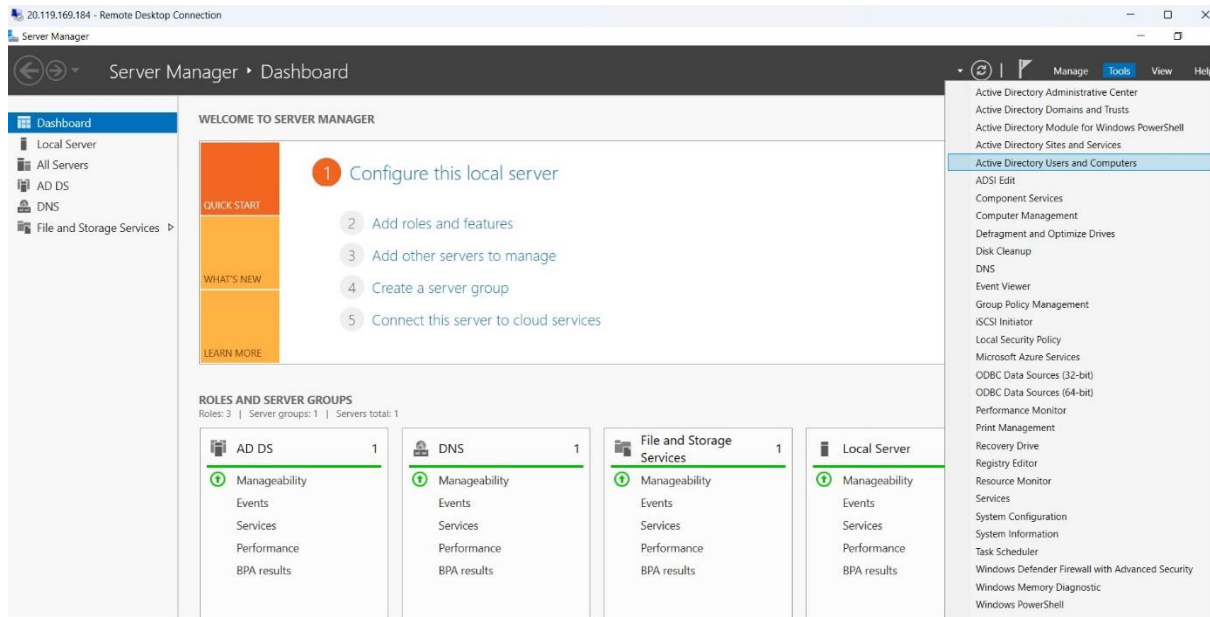 20.119.169.184 - Remote Desktop Connection
Server Manager
Server Manager ‣ Dashboard
Manage Tools View Hel
Dashboard
Local Server
All Servers
AD DS
DNS
File and Storage Services
WELCOME TO SERVER MANAGER
QUICK START
WHAT'S NEW
LEARN MORE
1 Configure this local server
2 Add roles and features
3 Add other servers to manage
4 Create a server group
5 Connect this server to cloud services
ROLES AND SERVER GROUPS
Roles: 3 | Server groups: 1 | Servers total: 1
AD DS 1
Manageability
Events
Services
Performance
BPA results
DNS 1
Manageability
Events
Services
Performance
BPA results
File and Storage
Services 1
Manageability
Events
Services
Performance
BPA results
Local Server
Manageability
Events
Services
Performance
BPA results
Active Directory Administrative Center
Active Directory Domains and Trusts
Active Directory Module for Windows PowerShell
Active Directory Sites and Services
Active Directory Users and Computers
ADSI Edit
Component Services
Computer Management
Defragment and Optimize Drives
Disk Cleanup
DNS
Event Viewer
Group Policy Management
iSCSI Initiator
Local Security Policy
Microsoft Azure Services
ODBC Data Sources (32-bit)
ODBC Data Sources (64-bit)
Performance Monitor
Print Management
Recovery Drive
Registry Editor
Resource Monitor
Services
System Configuration
System Information
Task Scheduler
Windows Defender Firewall with Advanced Security
Windows Memory Diagnostic
Windows PowerShell